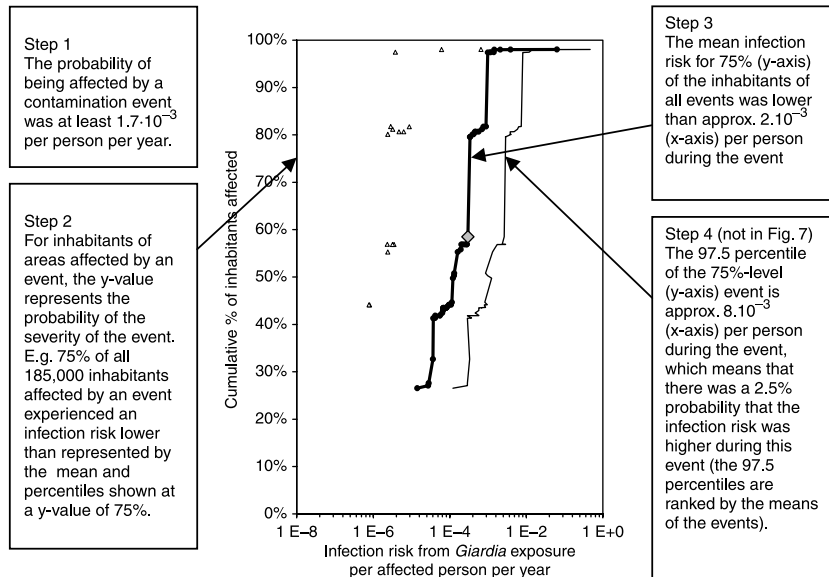 Step 1
The probability of
being affected by a
contamination event
was at least 1.7·10⁻³
per person per year.
Step 2
For inhabitants of
areas affected by an
event, the y-value
represents the
probability of the
severity of the event.
E.g. 75% of all
185,000 inhabitants
affected by an event
experienced an
infection risk lower
than represented by
the mean and
percentiles shown at
a y-value of 75%.
Cumulative % of inhabitants affected
100%
90%
80%
70%
60%
50%
40%
30%
20%
10%
0%
1 E−8
1 E−6
1 E−4
1 E−2
1 E+0
Infection risk from Giardia exposure
per affected person per year
Step 3
The mean infection
risk for 75% (y-axis)
of the inhabitants of
all events was lower
than approx. 2.10⁻³
(x-axis) per person
during the event
Step 4 (not in Fig. 7)
The 97.5 percentile
of the 75%-level
(y-axis) event is
approx. 8.10⁻³
(x-axis) per person
during the event,
which means that
there was a 2.5%
probability that the
infection risk was
higher during this
event (the 97.5
percentiles are
ranked by the means
of the events).